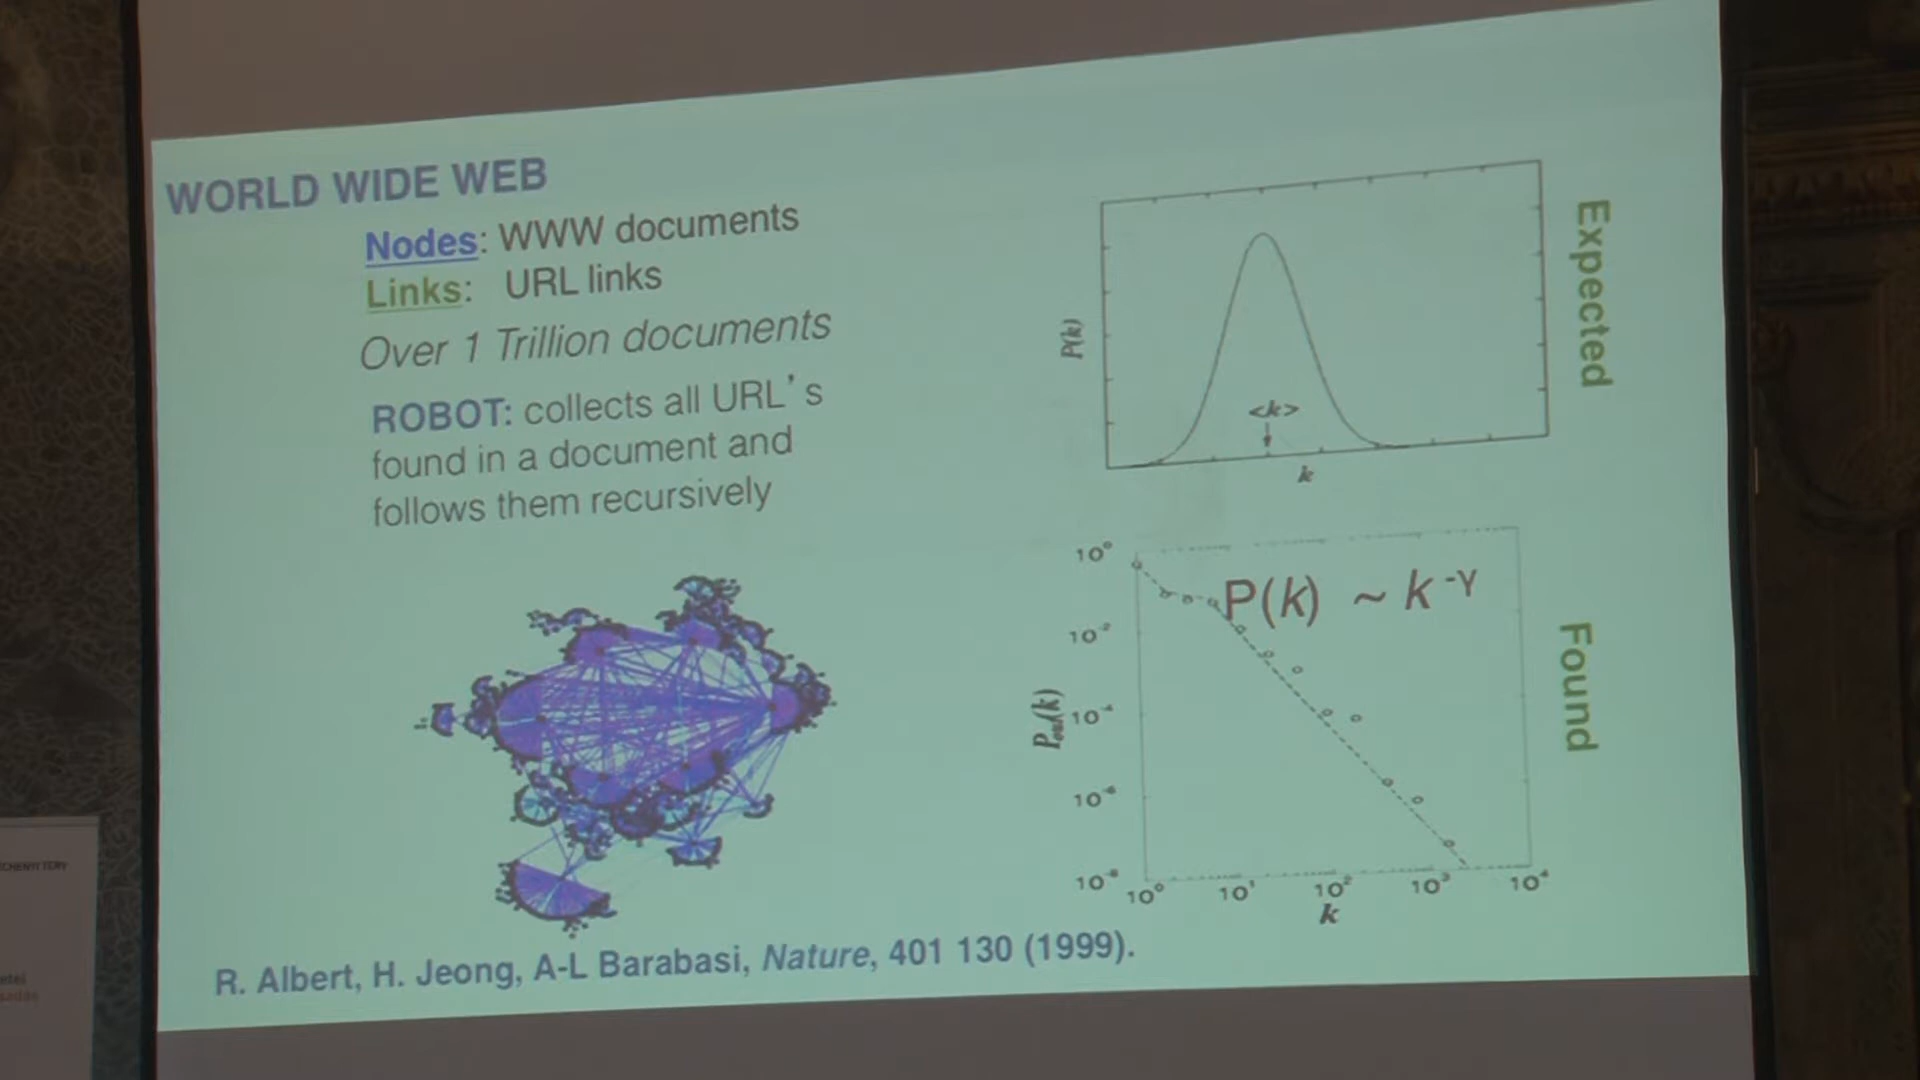 WORLD WIDE WEB
Nodes: WWW documents
Links: URL links
Over 1 Trillion documents
ROBOT: collects all URL's
found in a document and
follows them recursively
R. Albert, H. Jeong, A-L Barabasi, Nature, 401 130 (1999).
P(k)
<k>
k
Expected
10⁰
10⁻²
10⁻⁴
10⁻⁶
10⁻⁸
P(k) ~ k⁻ᵞ
Pout(k)
10⁰ 10¹ 10² 10³ 10⁴
k
Found